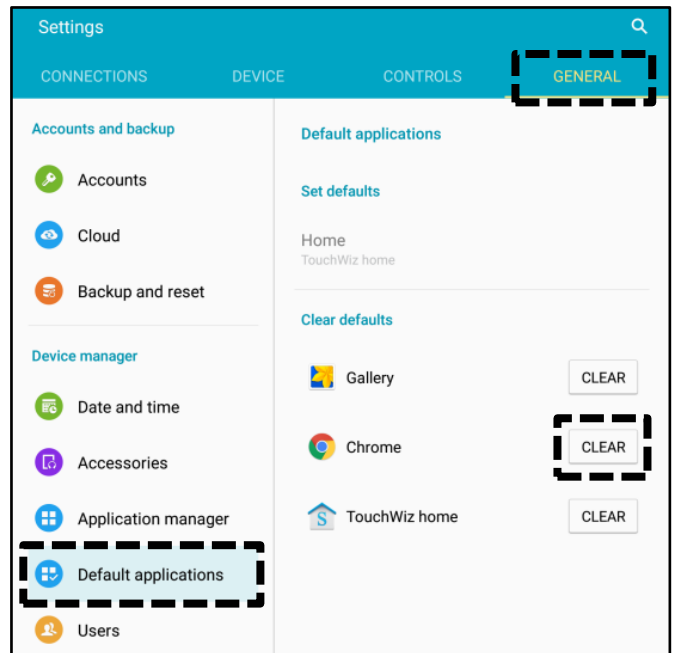 Settings
CONNECTIONS DEVICE CONTROLS GENERAL
Accounts and backup
Accounts
Cloud
Backup and reset
Device manager
Date and time
Accessories
Application manager
Default applications
Users
Default applications
Set defaults
Home
TouchWiz home
Clear defaults
Gallery CLEAR
Chrome CLEAR
S TouchWiz home CLEAR